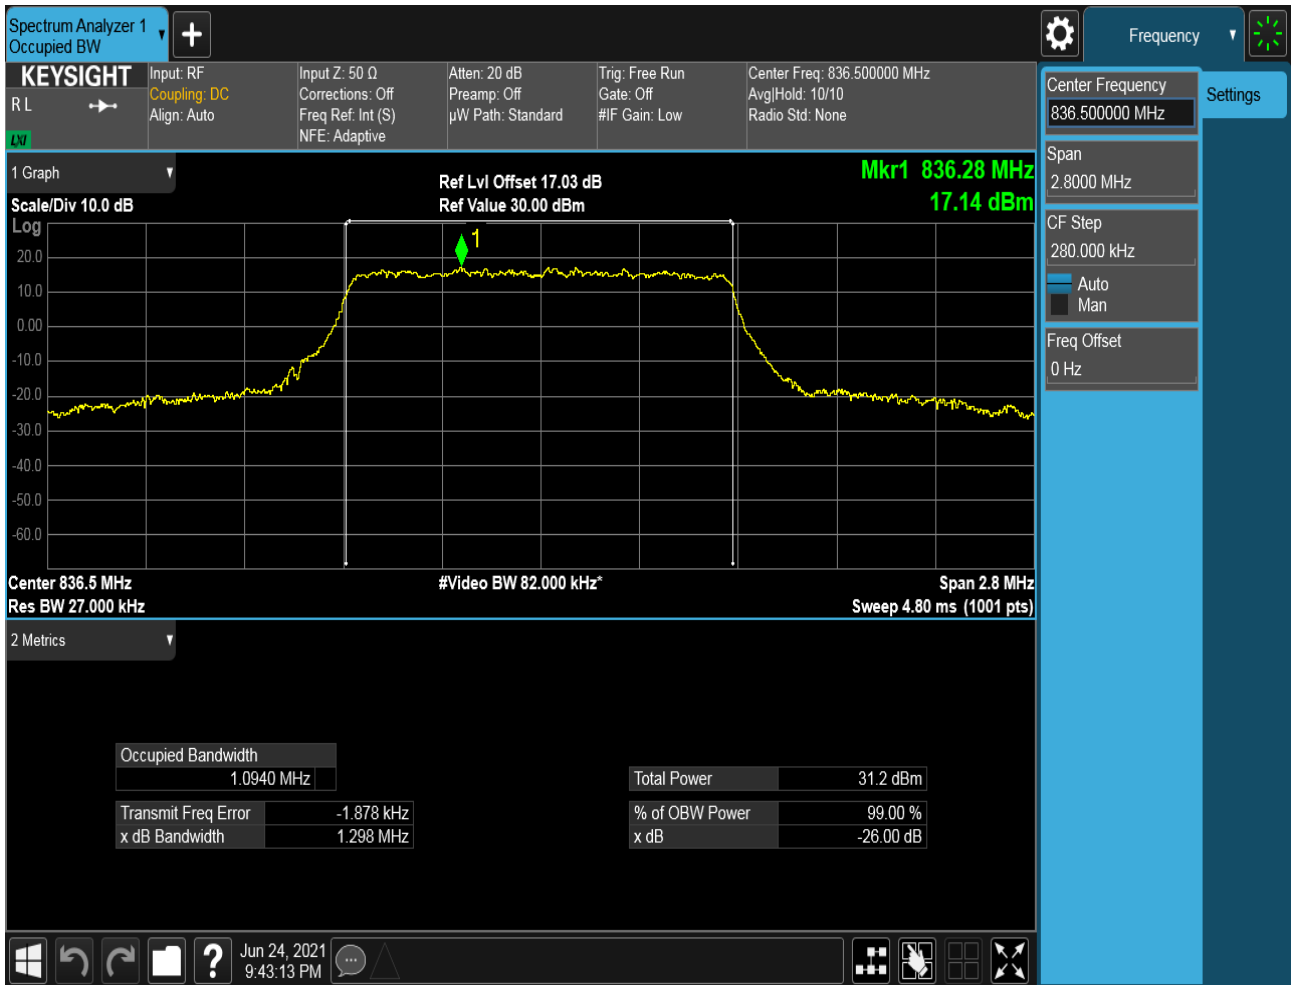 Spectrum Analyzer 1
Occupied BW
Frequency
KEYSIGHT
R L
LXI
Input: RF
Coupling: DC
Align: Auto
Input Z: 50 Ω
Corrections: Off
Freq Ref: Int (S)
NFE: Adaptive
Atten: 20 dB
Preamp: Off
µW Path: Standard
Trig: Free Run
Gate: Off
#IF Gain: Low
Center Freq: 836.500000 MHz
Avg|Hold: 10/10
Radio Std: None
Center Frequency
836.500000 MHz
Settings
Span
2.8000 MHz
CF Step
280.000 kHz
Auto
Man
Freq Offset
0 Hz
1 Graph
Scale/Div 10.0 dB
Ref Lvl Offset 17.03 dB
Ref Value 30.00 dBm
Mkr1 836.28 MHz
17.14 dBm
Log
1
20.0
10.0
0.00
-10.0
-20.0
-30.0
-40.0
-50.0
-60.0
Center 836.5 MHz
#Video BW 82.000 kHz*
Span 2.8 MHz
Res BW 27.000 kHz
Sweep 4.80 ms (1001 pts)
2 Metrics
Occupied Bandwidth
1.0940 MHz
Total Power 31.2 dBm
Transmit Freq Error -1.878 kHz
% of OBW Power 99.00 %
x dB Bandwidth 1.298 MHz
x dB -26.00 dB
?
Jun 24, 2021
9:43:13 PM